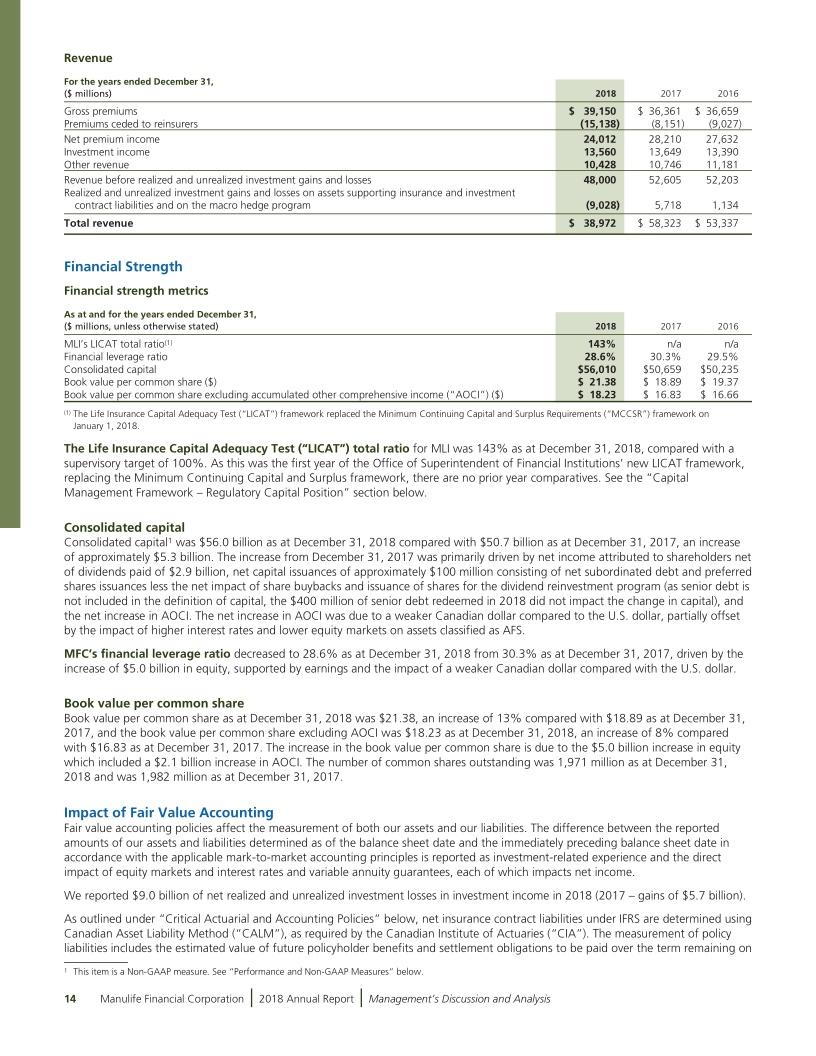 Revenue
For the years ended December 31,
($ millions) 2018 2017 2016
Gross premiums $ 39,150 $ 36,361 $ 36,659
Premiums ceded to reinsurers (15,138) (8,151) (9,027)
Net premium income 24,012 28,210 27,632
Investment income 13,560 13,649 13,390
Other revenue 10,428 10,746 11,181
Revenue before realized and unrealized investment gains and losses 48,000 52,605 52,203
Realized and unrealized investment gains and losses on assets supporting insurance and investment
contract liabilities and on the macro hedge program (9,028) 5,718 1,134
Total revenue $ 38,972 $ 58,323 $ 53,337
Financial Strength
Financial strength metrics
As at and for the years ended December 31,
($ millions, unless otherwise stated) 2018 2017 2016
MLI's LICAT total ratio(1) 143% n/a n/a
Financial leverage ratio 28.6% 30.3% 29.5%
Consolidated capital $56,010 $50,659 $50,235
Book value per common share ($) $ 21.38 $ 18.89 $ 19.37
Book value per common share excluding accumulated other comprehensive income ("AOCI") ($) $ 18.23 $ 16.83 $ 16.66
(1) The Life Insurance Capital Adequacy Test ("LICAT") framework replaced the Minimum Continuing Capital and Surplus Requirements ("MCCSR") framework on
January 1, 2018.
The Life Insurance Capital Adequacy Test ("LICAT") total ratio for MLI was 143% as at December 31, 2018, compared with a
supervisory target of 100%. As this was the first year of the Office of Superintendent of Financial Institutions' new LICAT framework,
replacing the Minimum Continuing Capital and Surplus framework, there are no prior year comparatives. See the "Capital
Management Framework – Regulatory Capital Position" section below.
Consolidated capital
Consolidated capital1 was $56.0 billion as at December 31, 2018 compared with $50.7 billion as at December 31, 2017, an increase
of approximately $5.3 billion. The increase from December 31, 2017 was primarily driven by net income attributed to shareholders net
of dividends paid of $2.9 billion, net capital issuances of approximately $100 million consisting of net subordinated debt and preferred
shares issuances less the net impact of share buybacks and issuance of shares for the dividend reinvestment program (as senior debt is
not included in the definition of capital, the $400 million of senior debt redeemed in 2018 did not impact the change in capital), and
the net increase in AOCI. The net increase in AOCI was due to a weaker Canadian dollar compared to the U.S. dollar, partially offset
by the impact of higher interest rates and lower equity markets on assets classified as AFS.
MFC's financial leverage ratio decreased to 28.6% as at December 31, 2018 from 30.3% as at December 31, 2017, driven by the
increase of $5.0 billion in equity, supported by earnings and the impact of a weaker Canadian dollar compared with the U.S. dollar.
Book value per common share
Book value per common share as at December 31, 2018 was $21.38, an increase of 13% compared with $18.89 as at December 31,
2017, and the book value per common share excluding AOCI was $18.23 as at December 31, 2018, an increase of 8% compared
with $16.83 as at December 31, 2017. The increase in the book value per common share is due to the $5.0 billion increase in equity
which included a $2.1 billion increase in AOCI. The number of common shares outstanding was 1,971 million as at December 31,
2018 and was 1,982 million as at December 31, 2017.
Impact of Fair Value Accounting
Fair value accounting policies affect the measurement of both our assets and our liabilities. The difference between the reported
amounts of our assets and liabilities determined as of the balance sheet date and the immediately preceding balance sheet date in
accordance with the applicable mark-to-market accounting principles is reported as investment-related experience and the direct
impact of equity markets and interest rates and variable annuity guarantees, each of which impacts net income.
We reported $9.0 billion of net realized and unrealized investment losses in investment income in 2018 (2017 – gains of $5.7 billion).
As outlined under "Critical Actuarial and Accounting Policies" below, net insurance contract liabilities under IFRS are determined using
Canadian Asset Liability Method ("CALM"), as required by the Canadian Institute of Actuaries ("CIA"). The measurement of policy
liabilities includes the estimated value of future policyholder benefits and settlement obligations to be paid over the term remaining on
1 This item is a Non-GAAP measure. See "Performance and Non-GAAP Measures" below.
14 Manulife Financial Corporation | 2018 Annual Report | Management's Discussion and Analysis